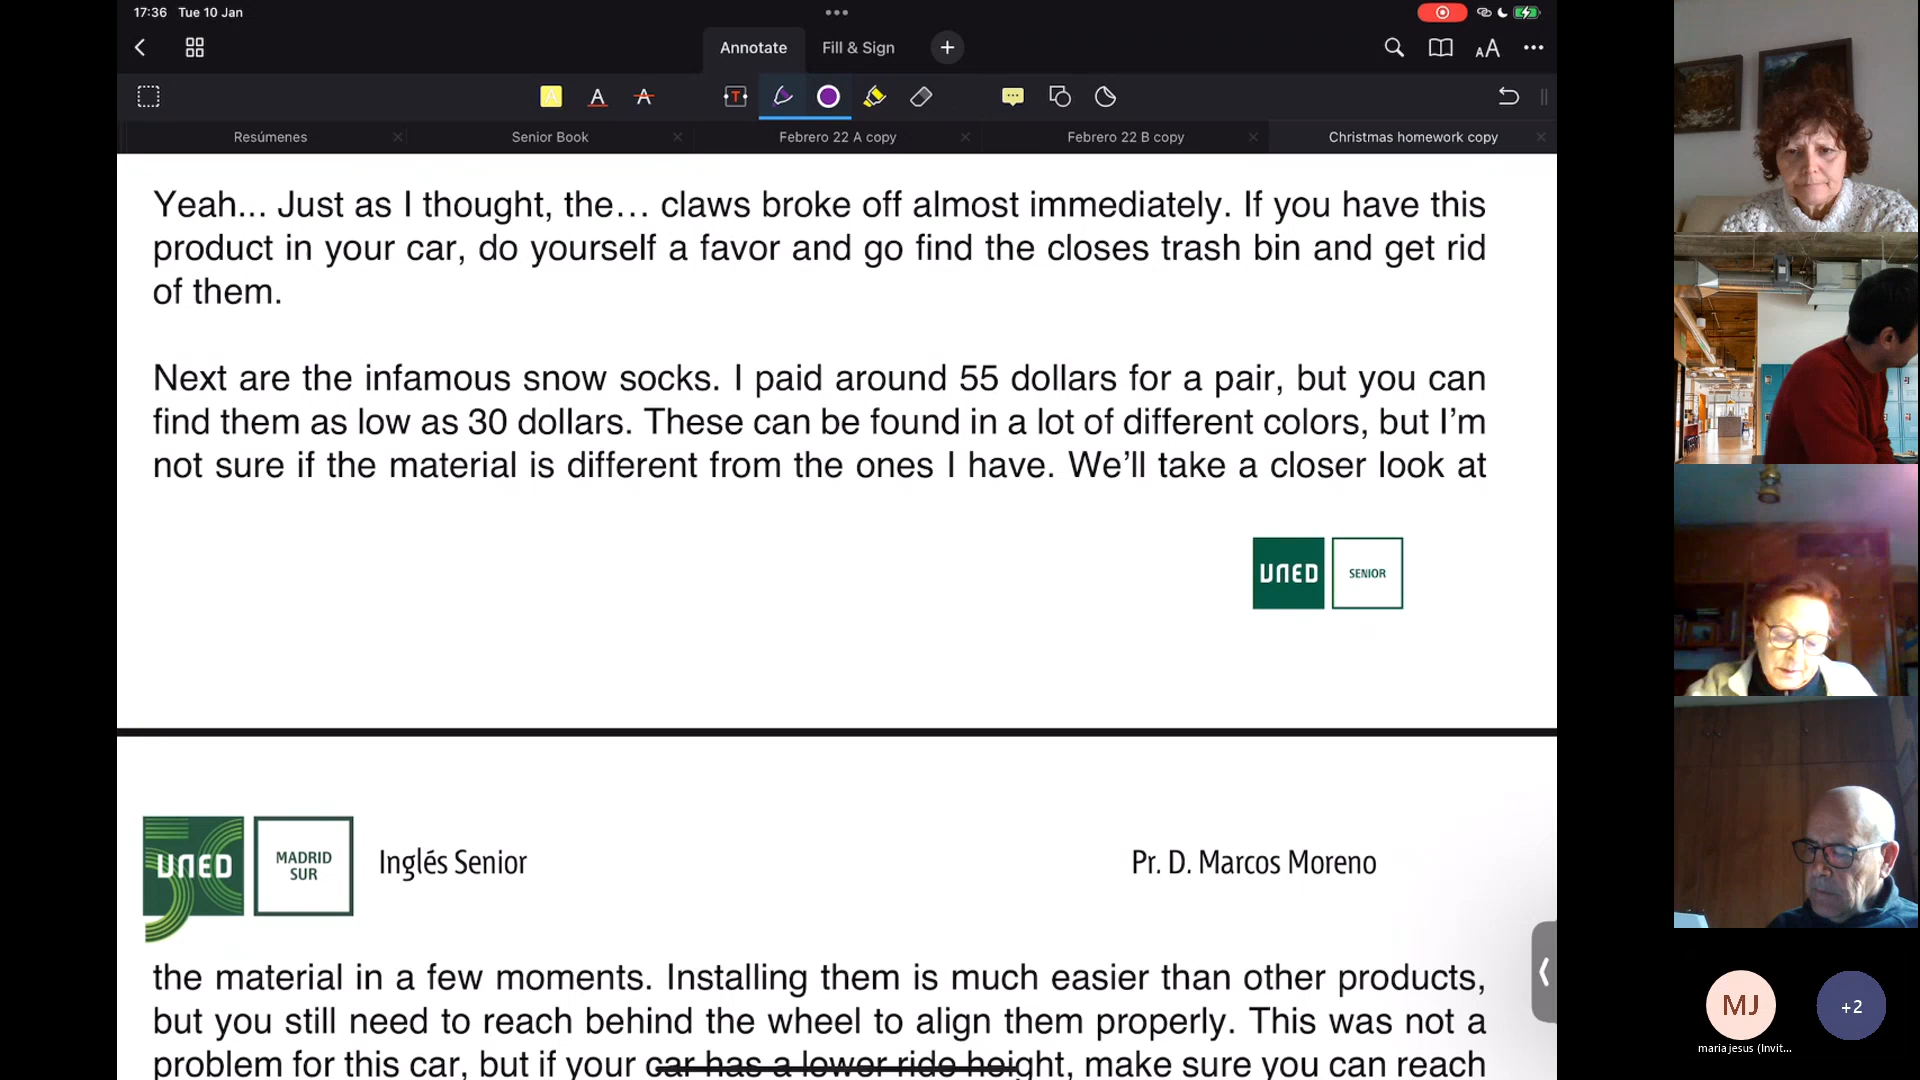 17:36 Tue 10 Jan
Annotate Fill & Sign
AA
A A A T
Resúmenes Senior Book Febrero 22 A copy Febrero 22 B copy Christmas homework copy
Yeah... Just as I thought, the… claws broke off almost immediately. If you have this
product in your car, do yourself a favor and go find the closes trash bin and get rid
of them.
Next are the infamous snow socks. I paid around 55 dollars for a pair, but you can
find them as low as 30 dollars. These can be found in a lot of different colors, but I’m
not sure if the material is different from the ones I have. We’ll take a closer look at
UNED SENIOR
UNED MADRID
SUR
Inglés Senior Pr. D. Marcos Moreno
the material in a few moments. Installing them is much easier than other products,
but you still need to reach behind the wheel to align them properly. This was not a
problem for this car, but if your car has a lower ride height, make sure you can reach
MJ +2
maria jesus (Invit...